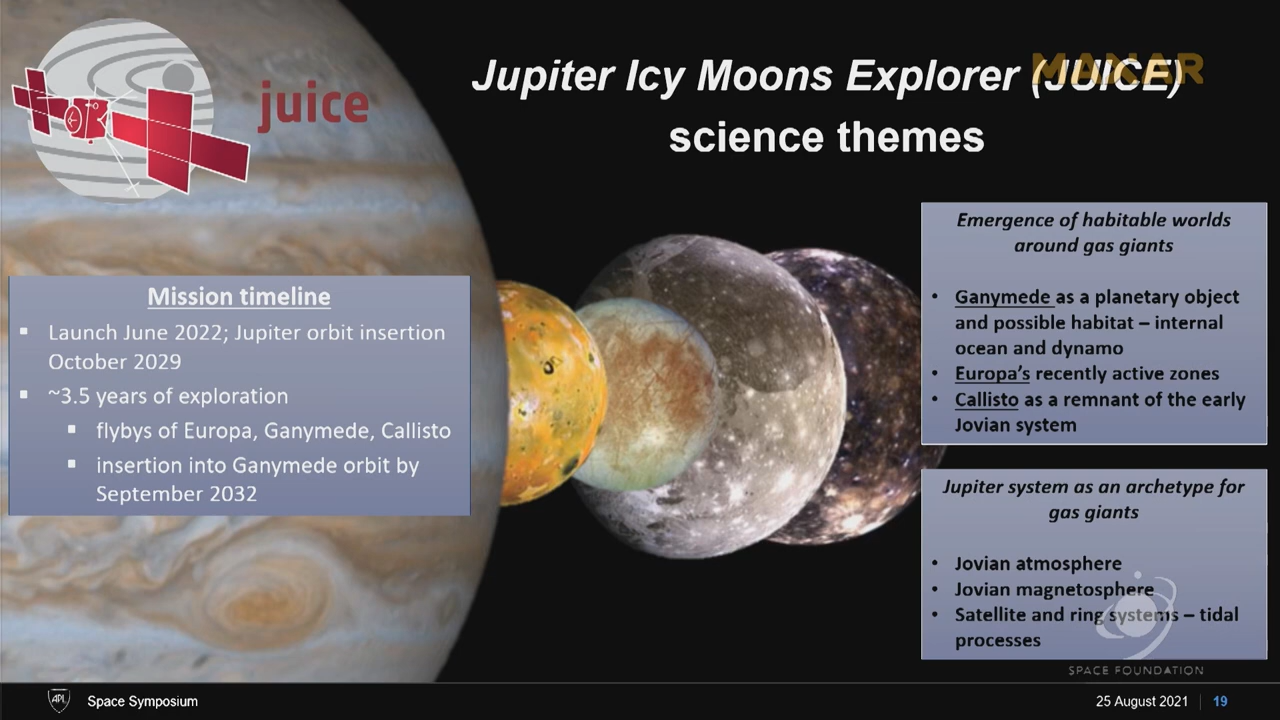 juice
Jupiter Icy Moons Explorer (JUICE)
science themes
Mission timeline
▪ Launch June 2022; Jupiter orbit insertion
October 2029
▪ ~3.5 years of exploration
▪ flybys of Europa, Ganymede, Callisto
▪ insertion into Ganymede orbit by
September 2032
Emergence of habitable worlds
around gas giants
• Ganymede as a planetary object
and possible habitat – internal
ocean and dynamo
• Europa's recently active zones
• Callisto as a remnant of the early
Jovian system
Jupiter system as an archetype for
gas giants
• Jovian atmosphere
• Jovian magnetosphere
• Satellite and ring systems – tidal
processes
SPACE FOUNDATION
APL
Space Symposium
25 August 2021
19